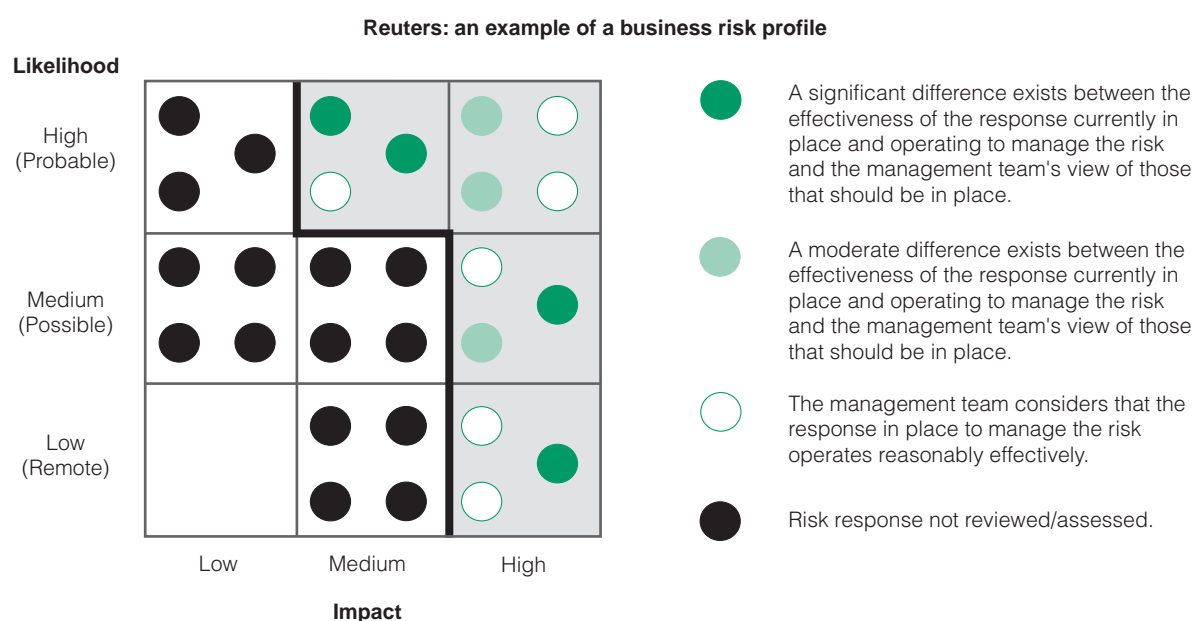 Reuters: an example of a business risk profile
Likelihood
High
(Probable)
Medium
(Possible)
Low
(Remote)
Low
Medium
High
Impact
A significant difference exists between the
effectiveness of the response currently in
place and operating to manage the risk
and the management team's view of those
that should be in place.
A moderate difference exists between the
effectiveness of the response currently in
place and operating to manage the risk
and the management team's view of those
that should be in place.
The management team considers that the
response in place to manage the risk
operates reasonably effectively.
Risk response not reviewed/assessed.